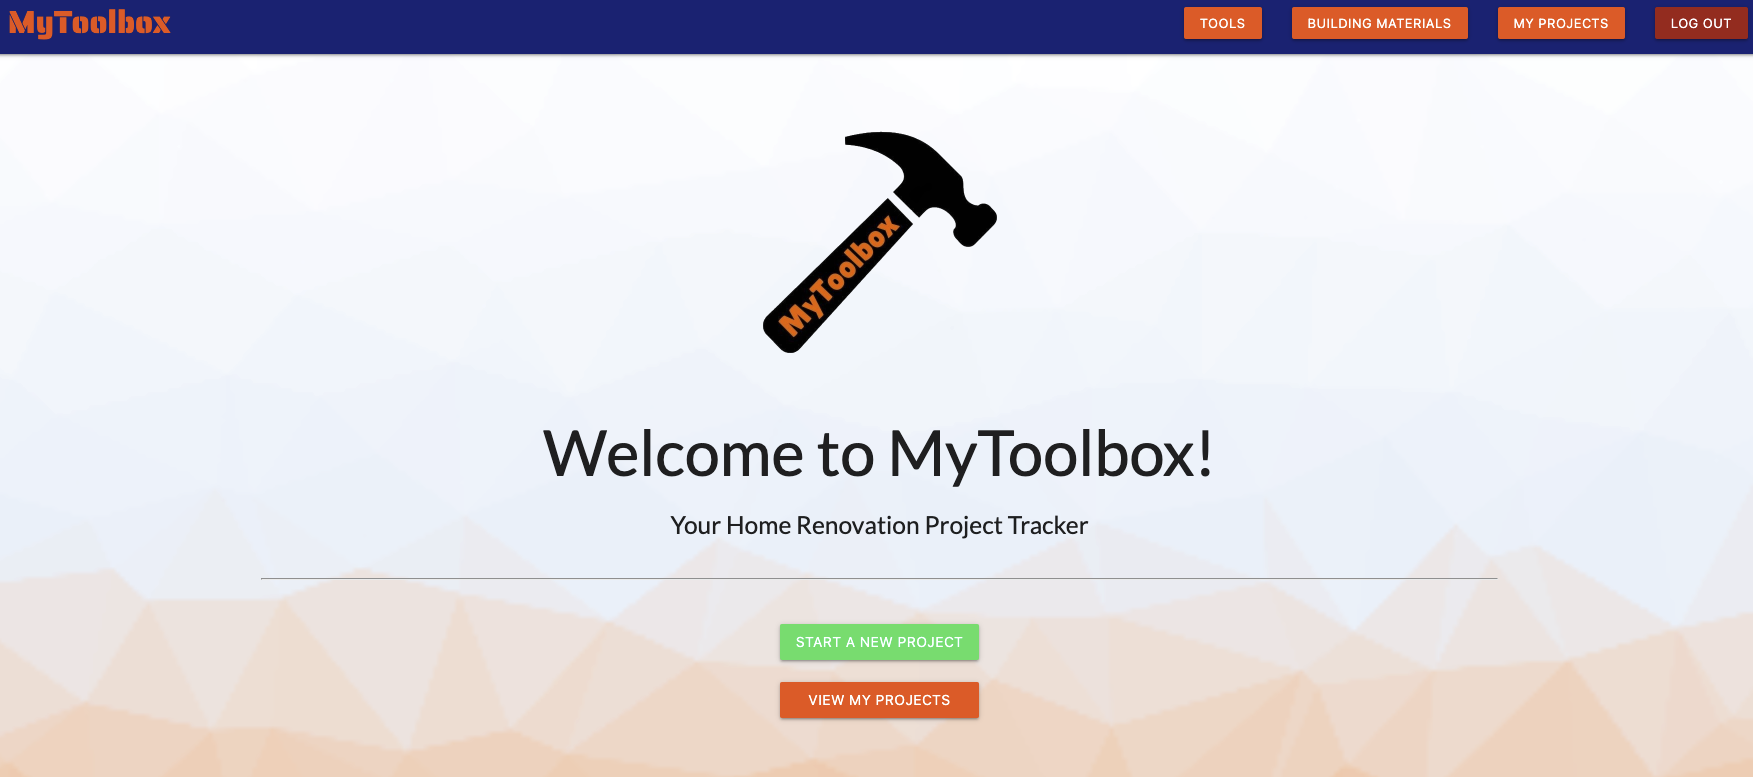 MyToolbox
TOOLS
BUILDING MATERIALS
MY PROJECTS
LOG OUT
MyToolbox
Welcome to MyToolbox!
Your Home Renovation Project Tracker
START A NEW PROJECT
VIEW MY PROJECTS